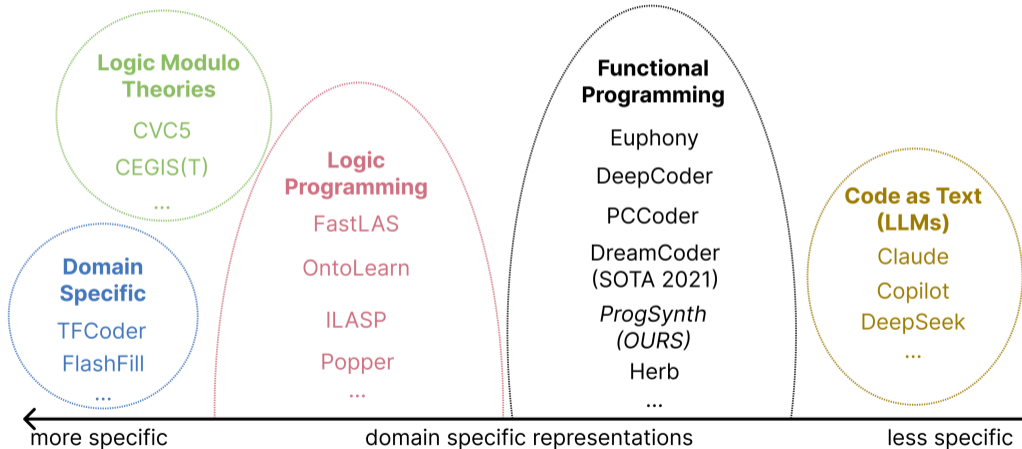 Logic Modulo
Theories
CVC5
CEGIS(T)
...
Domain
Specific
TFCoder
FlashFill
...
Logic
Programming
FastLAS
OntoLearn
ILASP
Popper
...
Functional
Programming
Euphony
DeepCoder
PCCoder
DreamCoder
(SOTA 2021)
ProgSynth
(OURS)
Herb
...
Code as Text
(LLMs)
Claude
Copilot
DeepSeek
...
more specific
domain specific representations
less specific